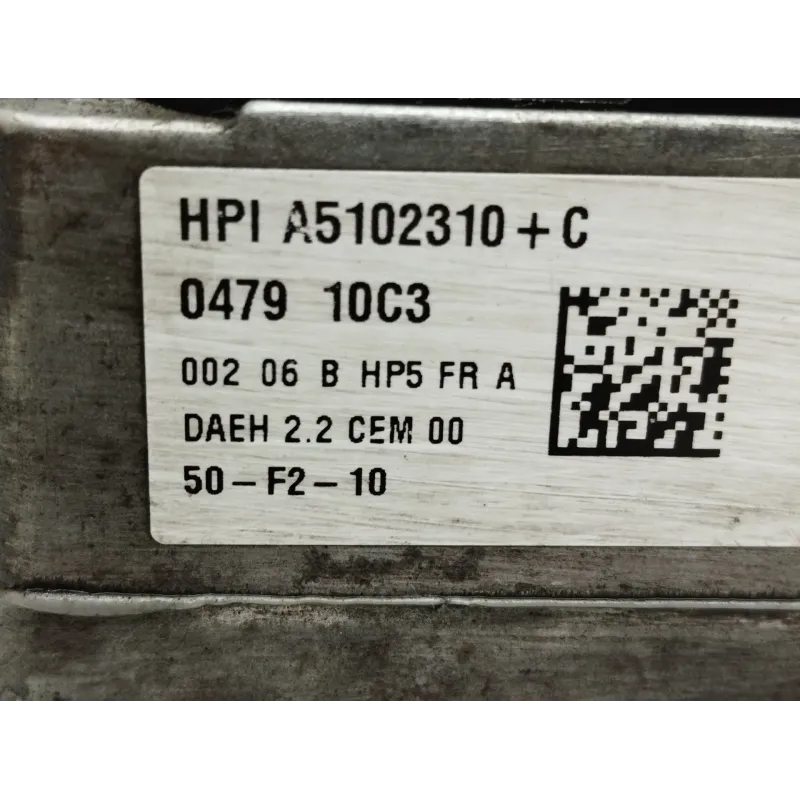 HPI A5102310+C
0479 10C3
002 06 B HP5 FR A
DAEH 2.2 CEM 00
50-F2-10